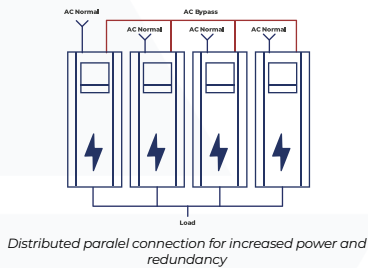 AC Normal
AC Bypass
AC Normal
AC Normal
AC Normal
Load
Distributed paralel connection for increased power and
redundancy